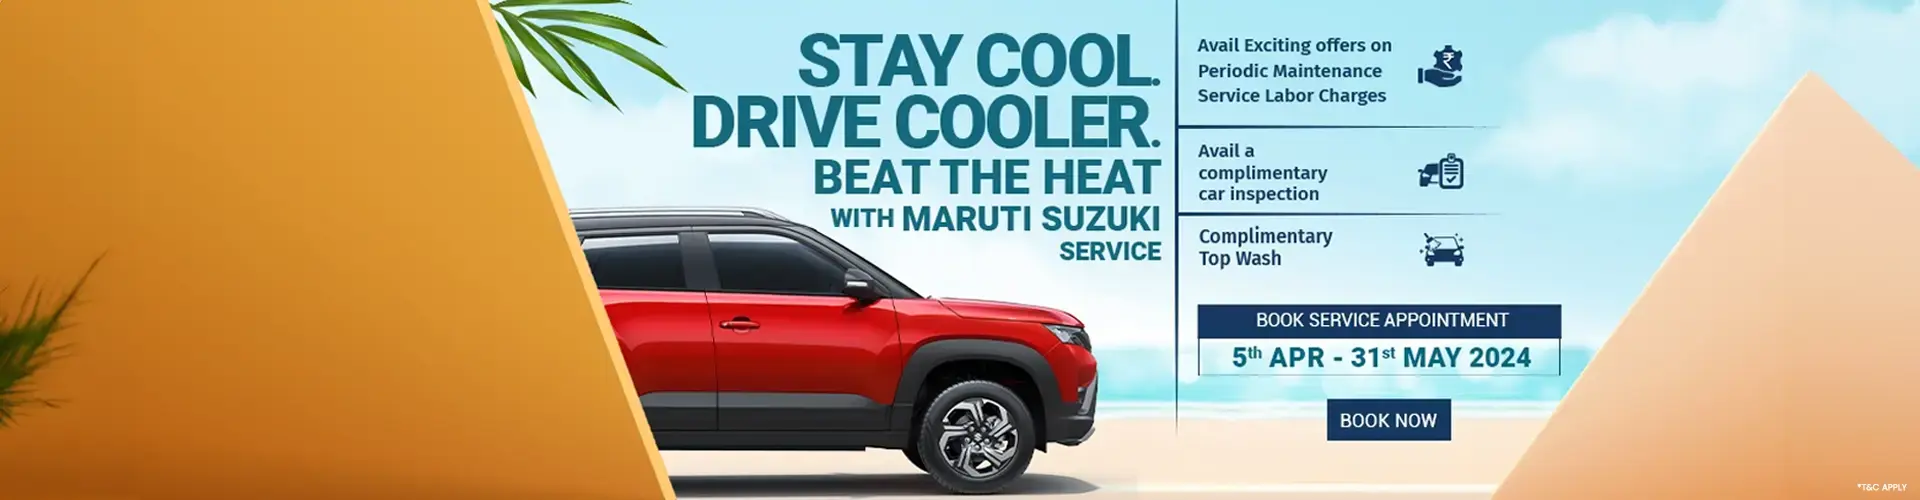 STAY COOL.
DRIVE COOLER.
BEAT THE HEAT
WITH MARUTI SUZUKI
SERVICE
Avail Exciting offers on
Periodic Maintenance
Service Labor Charges
₹
Avail a
complimentary
car inspection
Complimentary
Top Wash
BOOK SERVICE APPOINTMENT
5th APR - 31st MAY 2024
BOOK NOW
*T&C APPLY